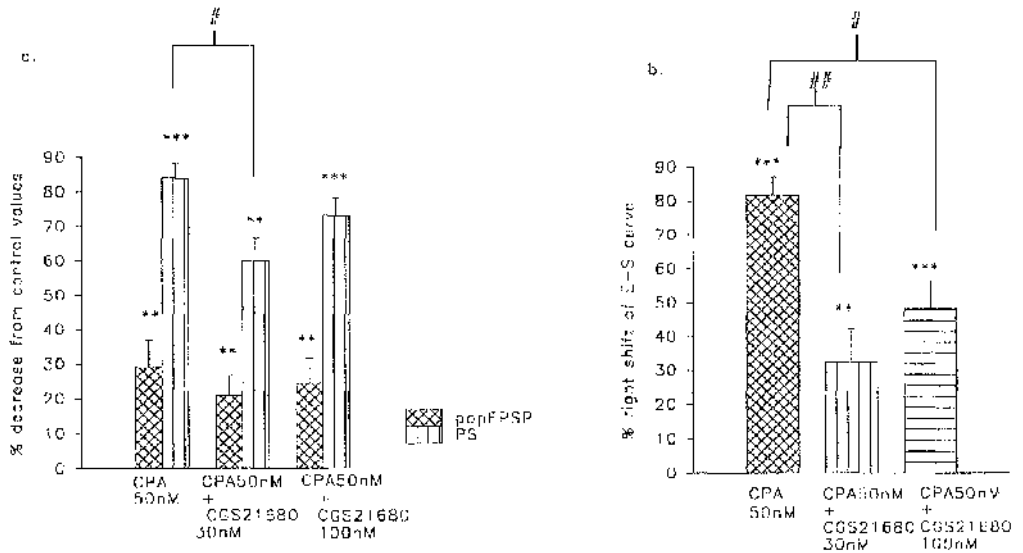 #
a.
***
**
**
**
**
***
% decrease from control values
90
80
70
60
50
40
30
20
10
0
CPA
50nM
CPA50nM
+
CGS21680
30nM
CPA50nM
+
CGS21680
100nM
popEPSP
PS
#
b.
##
***
**
***
% right shift of E-S curve
90
80
70
60
50
40
30
20
10
0
CPA
50nM
CPA50nM
+
CGS21680
30nM
CPA50nM
+
CGS21680
100nM